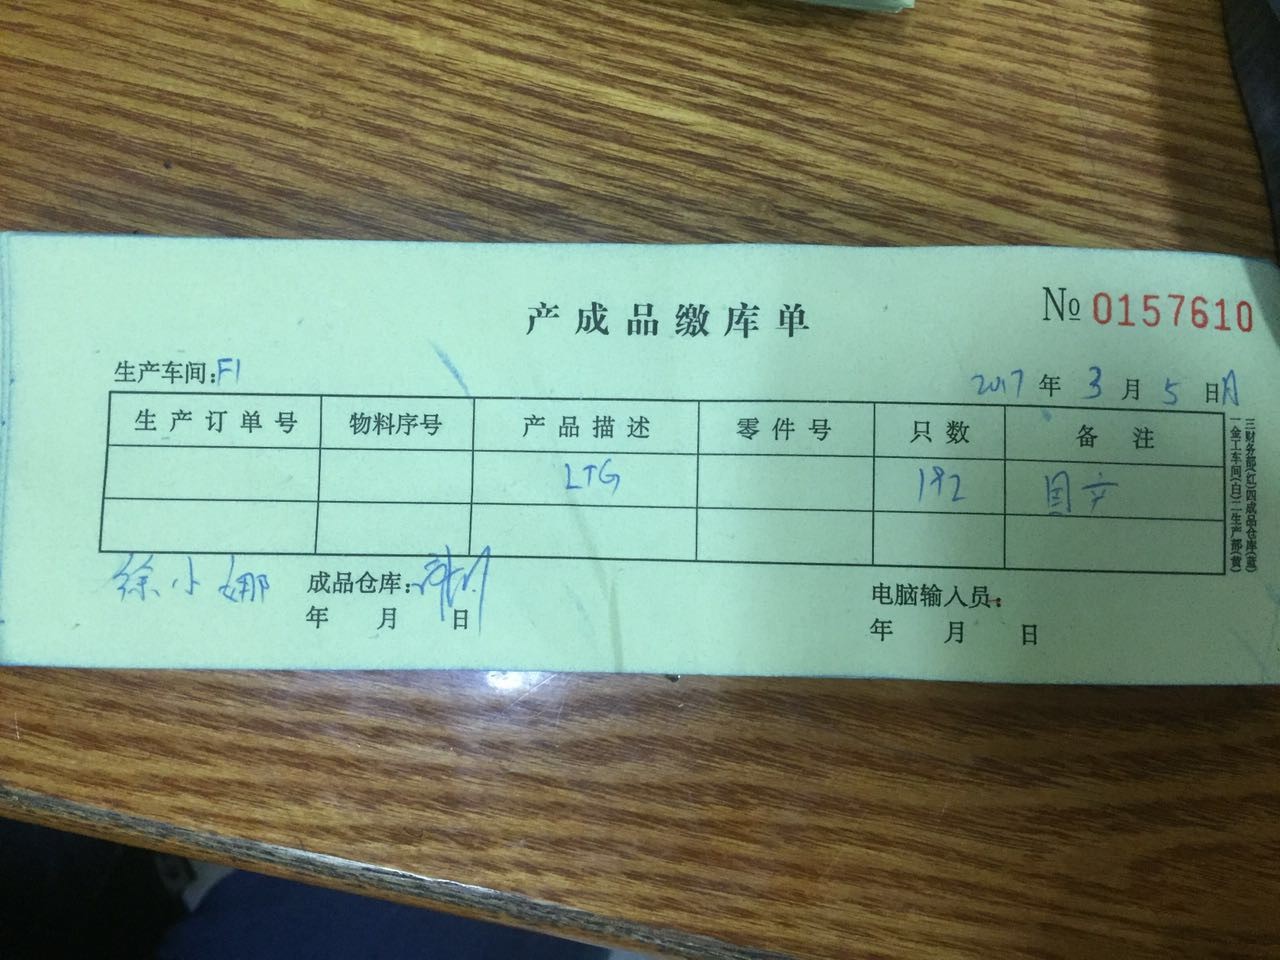 产成品缴库单
No 0157610
生产车间:F1
2017 年 3 月 5 日A
生产订单号 物料序号 产品描述 零件号 只数 备注
LTG 192 国产
徐小娜 成品仓库:
年 月 日
电脑输入员:
年 月 日
一金工车间(白)二生产部(黄)
三财务部(红)四成品仓库(蓝)